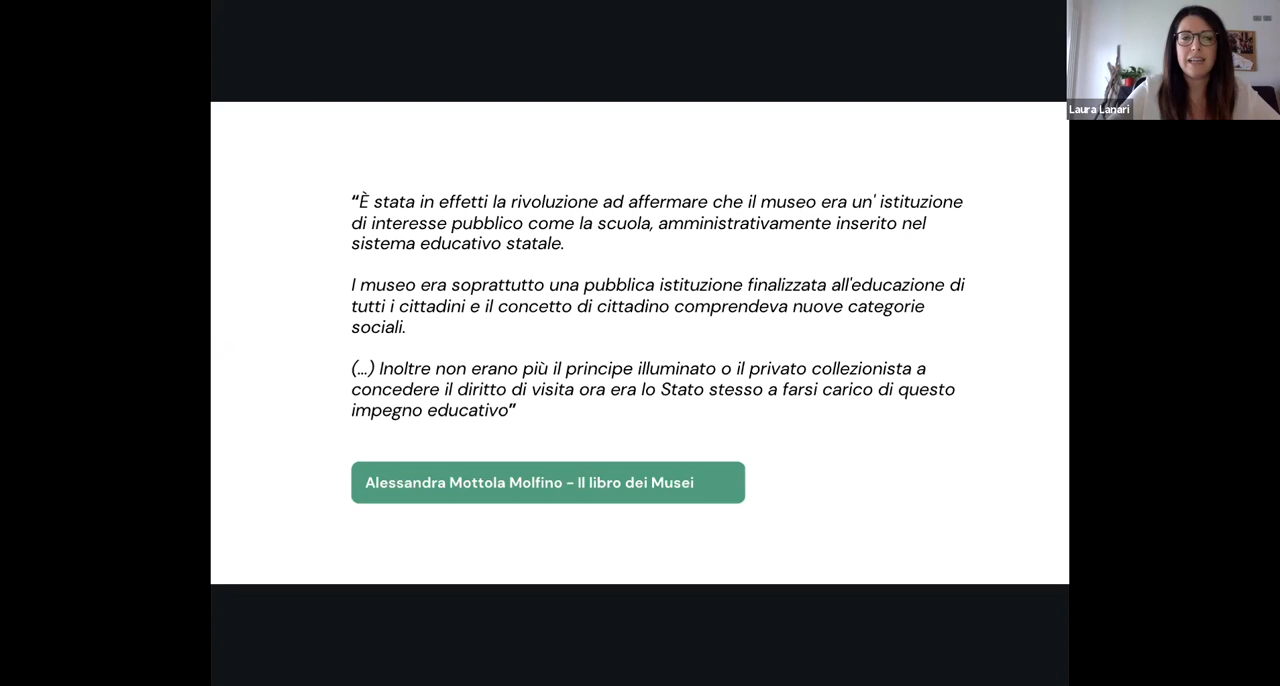 Laura Lanari
“È stata in effetti la rivoluzione ad affermare che il museo era un' istituzione
di interesse pubblico come la scuola, amministrativamente inserito nel
sistema educativo statale.
I museo era soprattutto una pubblica istituzione finalizzata all'educazione di
tutti i cittadini e il concetto di cittadino comprendeva nuove categorie
sociali.
(...) Inoltre non erano più il principe illuminato o il privato collezionista a
concedere il diritto di visita ora era lo Stato stesso a farsi carico di questo
impegno educativo”
Alessandra Mottola Molfino - Il libro dei Musei